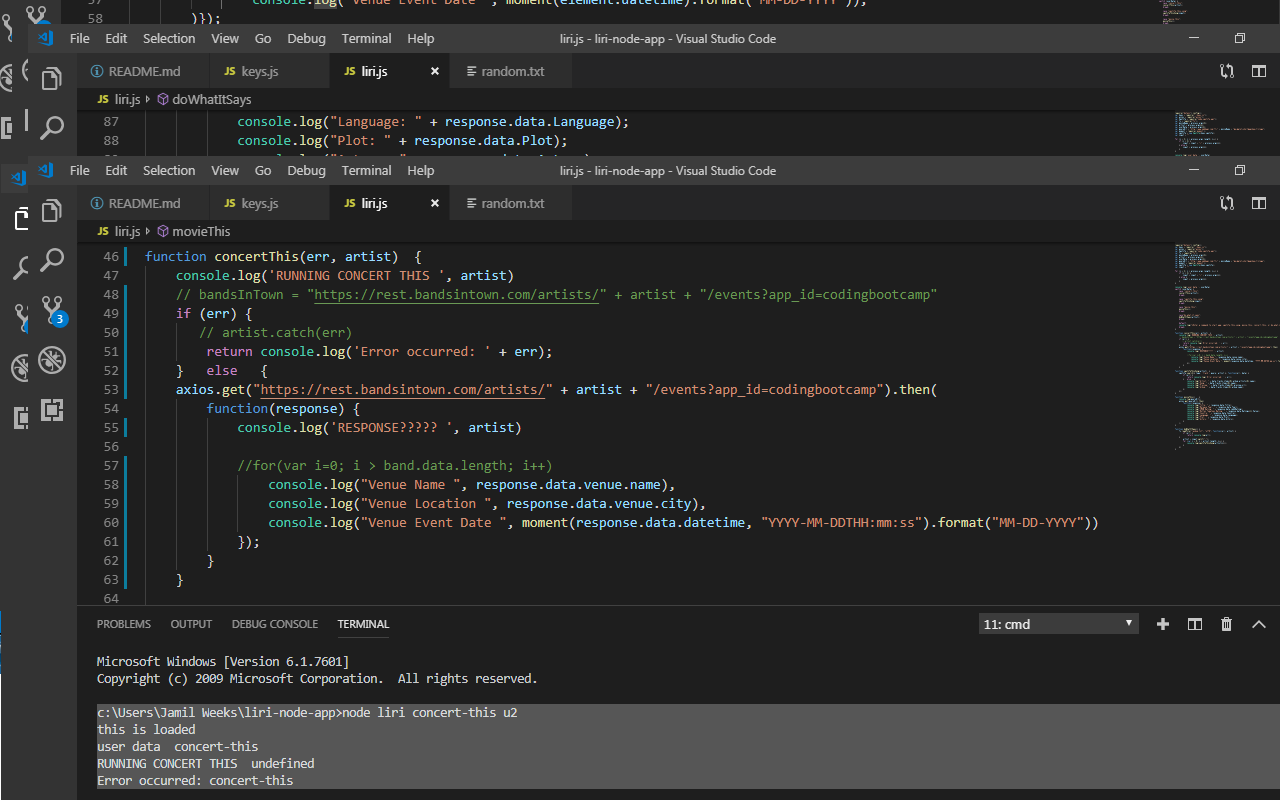 57 console.log("Venue Event Date ", moment(element.datetime).format("MM-DD-YYYY"));
58 )});
File Edit Selection View Go Debug Terminal Help liri.js - liri-node-app - Visual Studio Code
README.md JS keys.js JS liri.js × random.txt
JS liri.js doWhatItSays
87 console.log("Language: " + response.data.Language);
88 console.log("Plot: " + response.data.Plot);
File Edit Selection View Go Debug Terminal Help liri.js - liri-node-app - Visual Studio Code
README.md JS keys.js JS liri.js × random.txt
JS liri.js movieThis
46 function concertThis(err, artist)  {
47 console.log('RUNNING CONCERT THIS ', artist)
48 // bandsInTown = "https://rest.bandsintown.com/artists/" + artist + "/events?app_id=codingbootcamp"
49 if (err) {
50 // artist.catch(err)
51 return console.log('Error occurred: ' + err);
52 }   else   {
53 axios.get("https://rest.bandsintown.com/artists/" + artist + "/events?app_id=codingbootcamp").then(
54 function(response) {
55 console.log('RESPONSE????? ', artist)
56
57 //for(var i=0; i > band.data.length; i++)
58 console.log("Venue Name ", response.data.venue.name),
59 console.log("Venue Location ", response.data.venue.city),
60 console.log("Venue Event Date ", moment(response.data.datetime, "YYYY-MM-DDTHH:mm:ss").format("MM-DD-YYYY"))
61 });
62 }
63 }
64
3
PROBLEMS OUTPUT DEBUG CONSOLE TERMINAL 11: cmd
Microsoft Windows [Version 6.1.7601]
Copyright (c) 2009 Microsoft Corporation.  All rights reserved.
c:\Users\Jamil Weeks\liri-node-app>node liri concert-this u2
this is loaded
user data  concert-this
RUNNING CONCERT THIS  undefined
Error occurred: concert-this